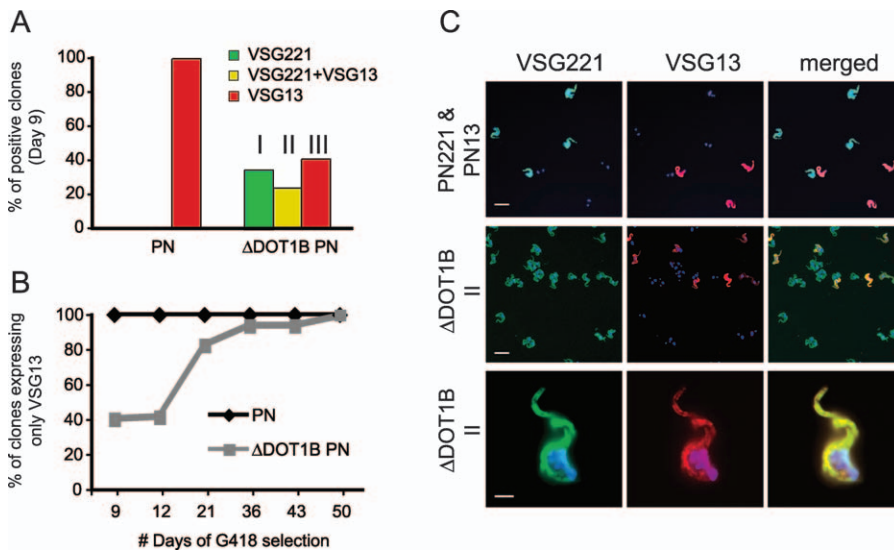 A
VSG221
VSG221+VSG13
VSG13
% of positive clones
(Day 9)
100
80
60
40
20
0
I II III
PN ΔDOT1B PN
B
% of clones expressing
only VSG13
100
80
60
40
20
0
PN
ΔDOT1B PN
9 12 21 36 43 50
# Days of G418 selection
C
VSG221 VSG13 merged
PN221 &
PN13
ΔDOT1B
II
ΔDOT1B
II